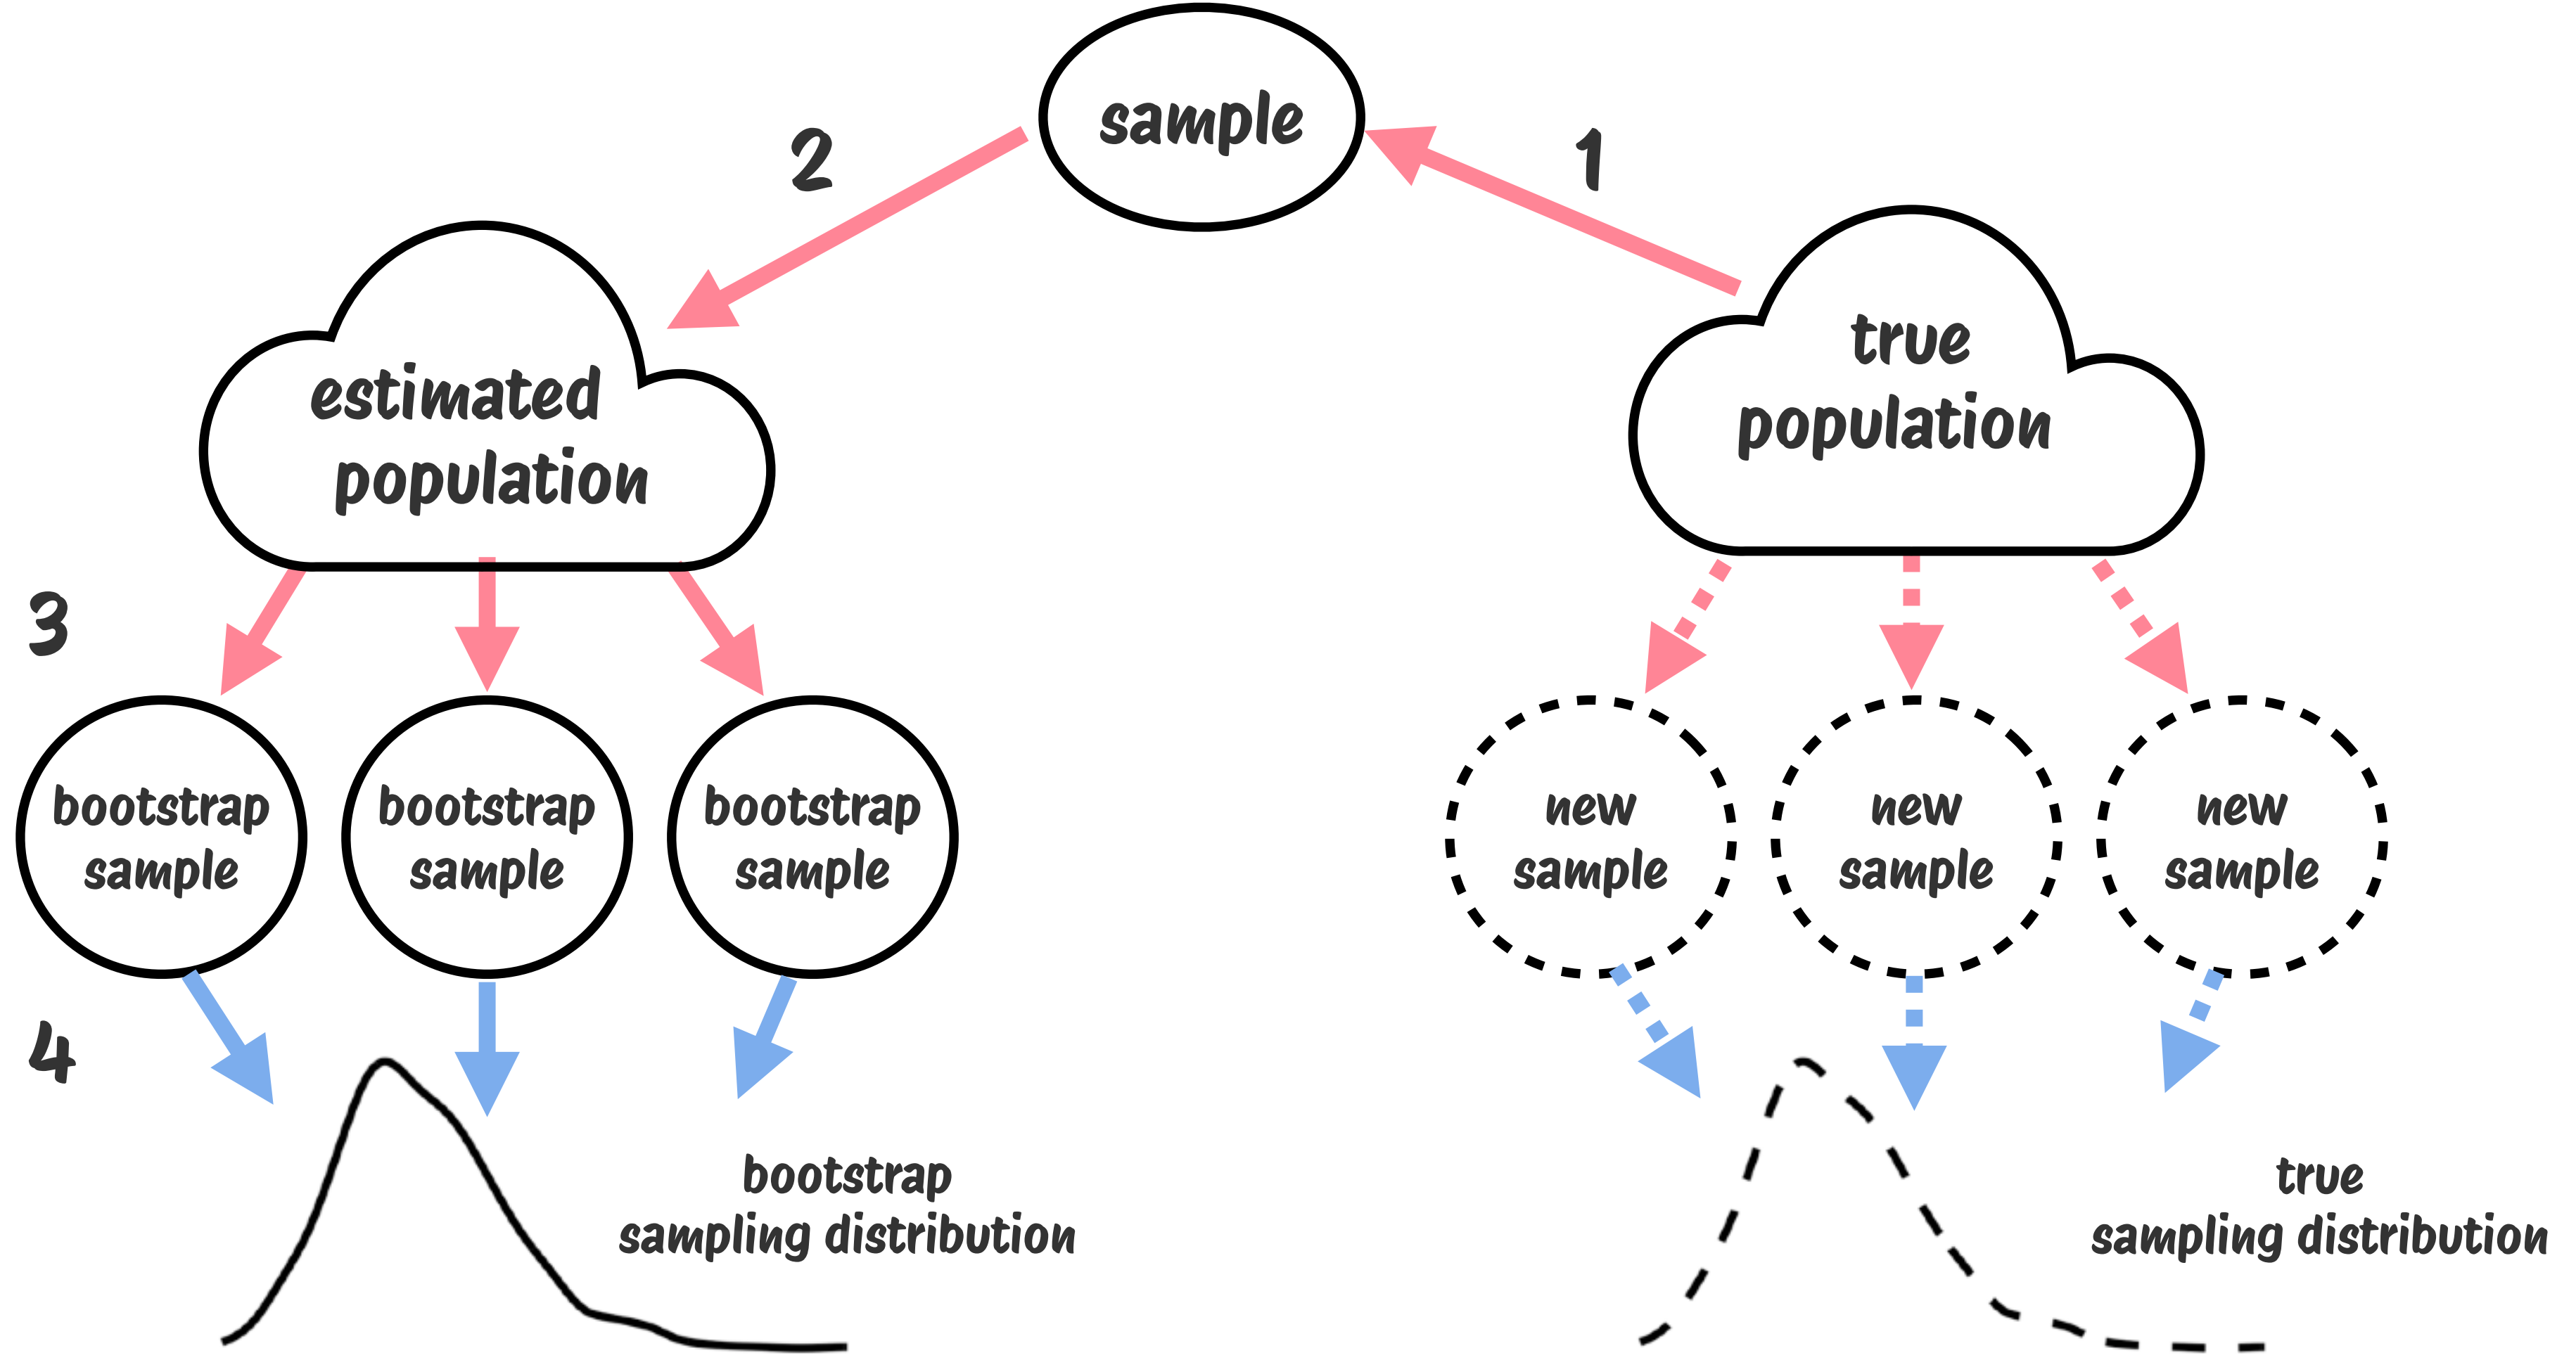 sample
2
1
estimated
population
true
population
3
bootstrap
sample
bootstrap
sample
bootstrap
sample
new
sample
new
sample
new
sample
4
bootstrap
sampling distribution
true
sampling distribution